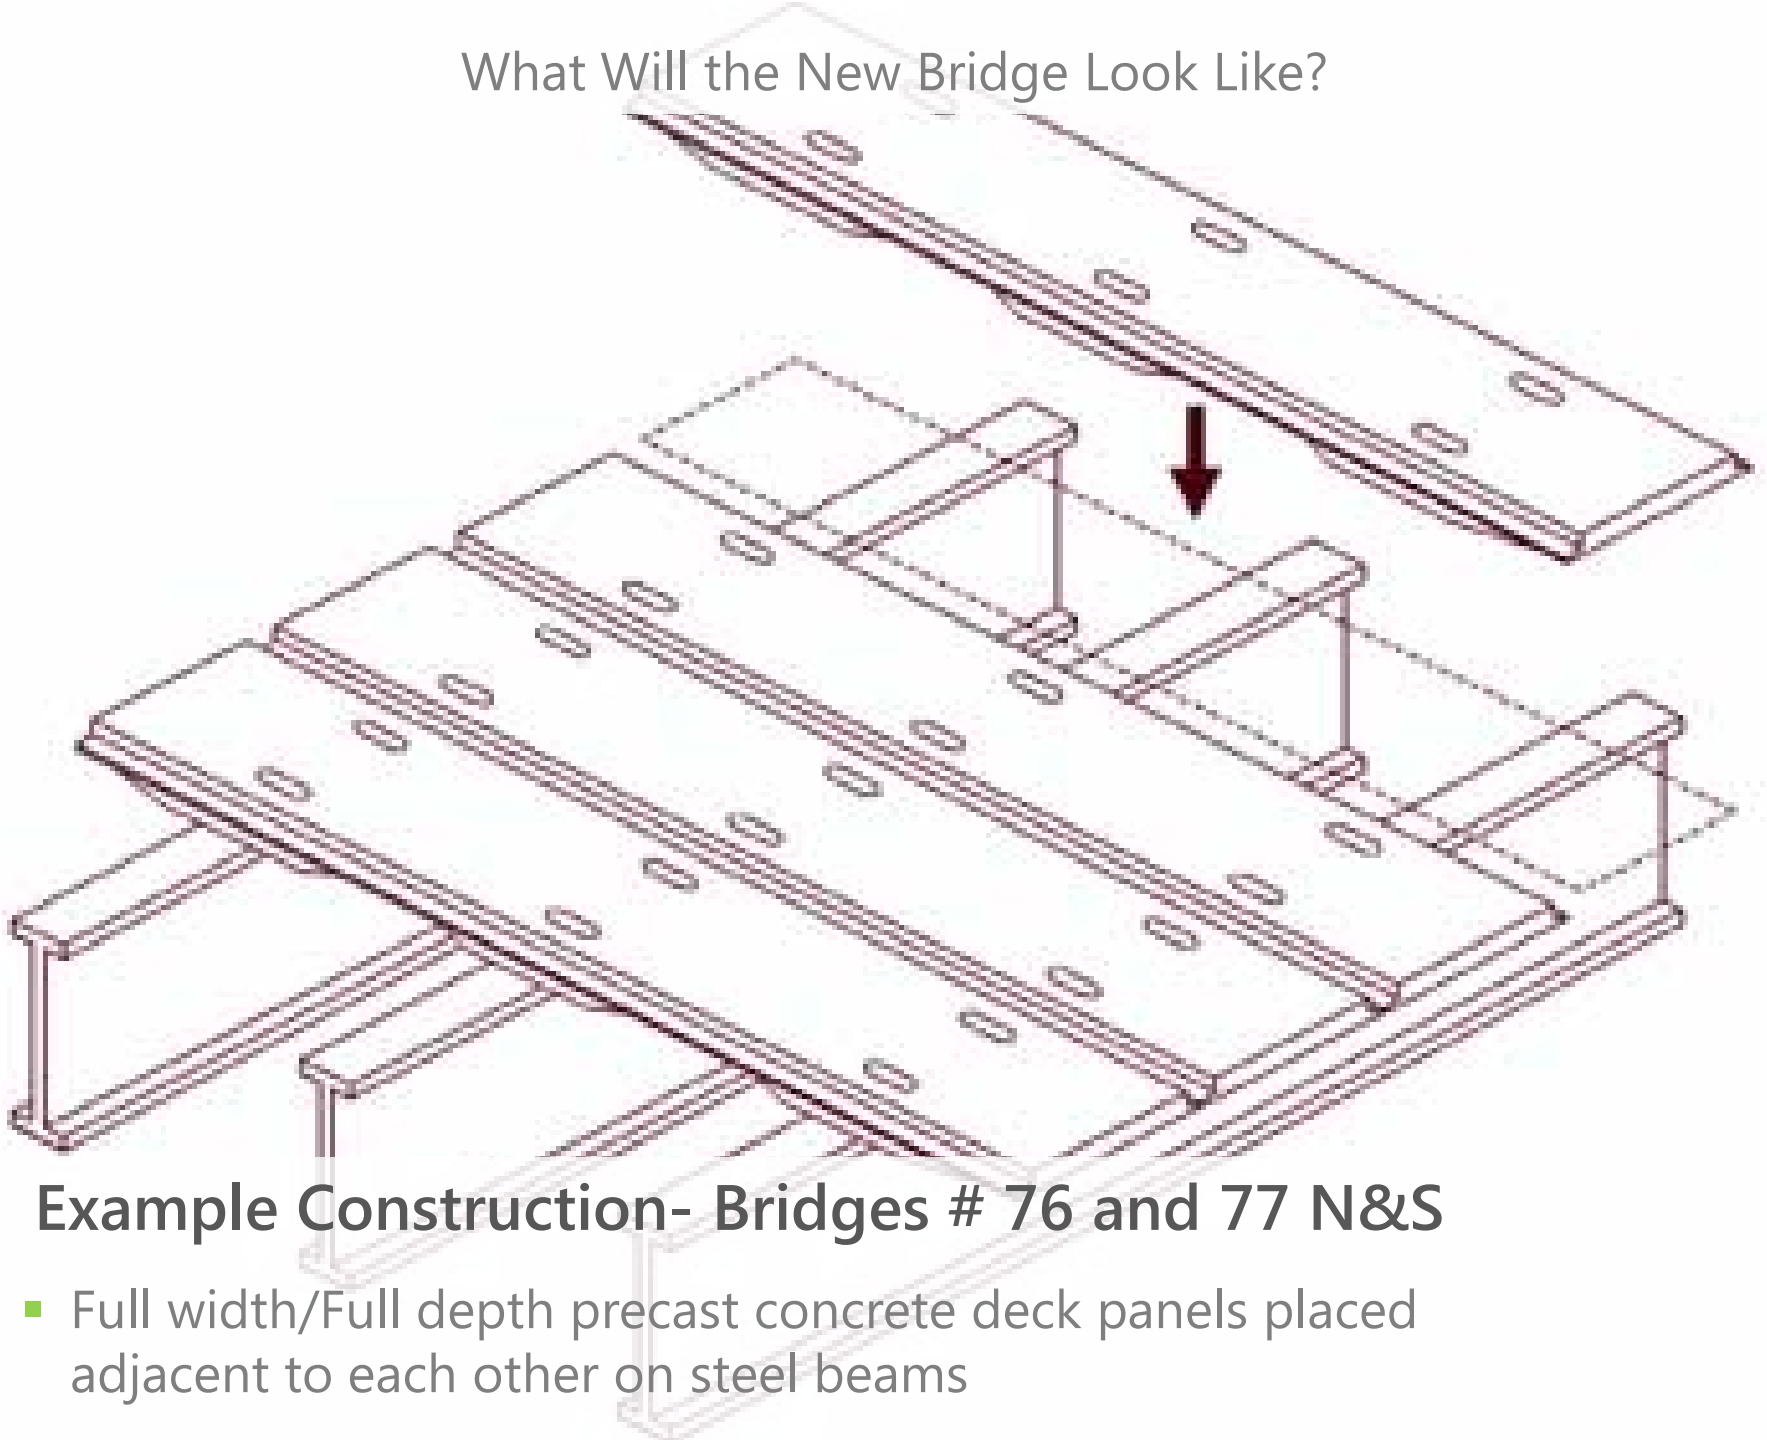 What Will the New Bridge Look Like?
Example Construction- Bridges # 76 and 77 N&S
▪ Full width/Full depth precast concrete deck panels placed
adjacent to each other on steel beams